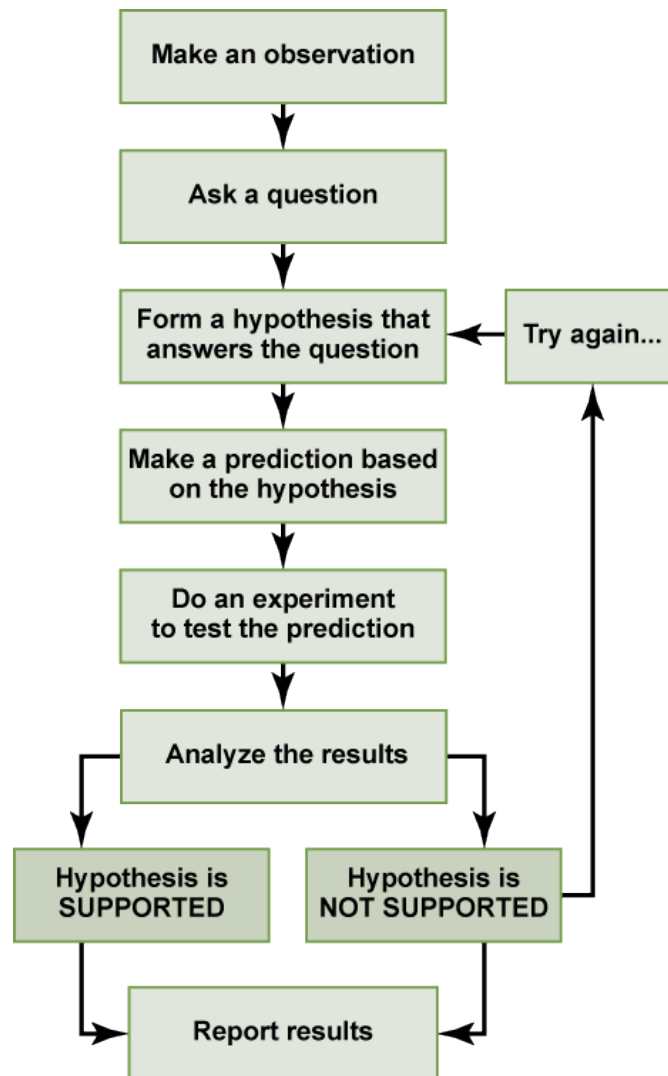 Make an observation
Ask a question
Form a hypothesis that
answers the question
Try again...
Make a prediction based
on the hypothesis
Do an experiment
to test the prediction
Analyze the results
Hypothesis is
SUPPORTED
Hypothesis is
NOT SUPPORTED
Report results